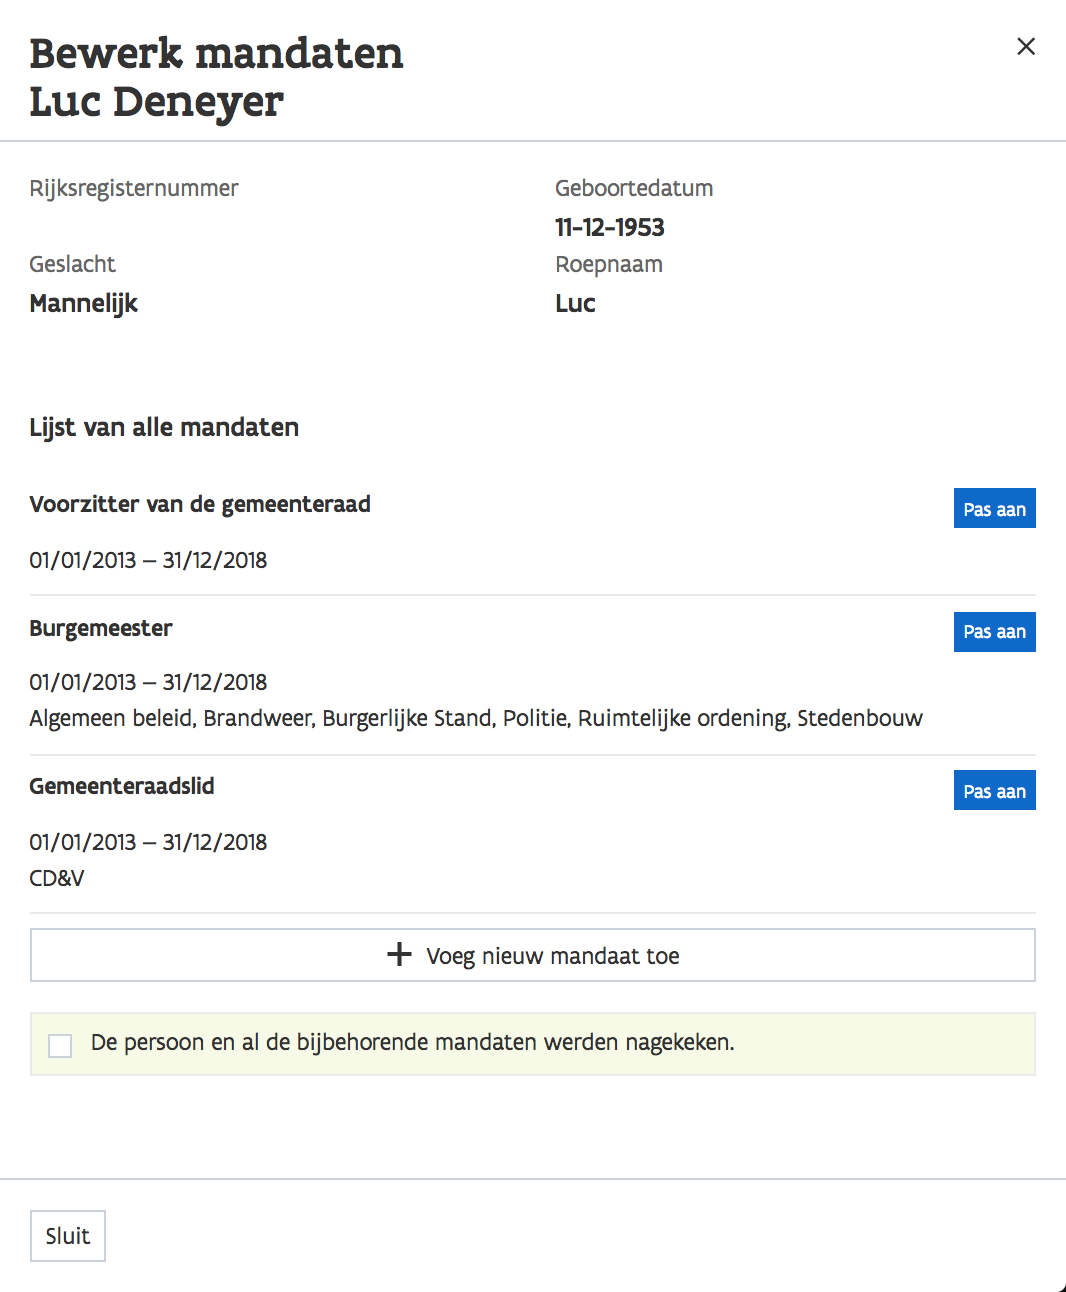 Bewerk mandaten
Luc Deneyer
Rijksregisternummer
Geboortedatum
11-12-1953
Geslacht
Roepnaam
Mannelijk
Luc
Lijst van alle mandaten
Voorzitter van de gemeenteraad
Pas aan
01/01/2013 – 31/12/2018
Burgemeester
Pas aan
01/01/2013 – 31/12/2018
Algemeen beleid, Brandweer, Burgerlijke Stand, Politie, Ruimtelijke ordening, Stedenbouw
Gemeenteraadslid
Pas aan
01/01/2013 – 31/12/2018
CD&V
Voeg nieuw mandaat toe
De persoon en al de bijbehorende mandaten werden nagekeken.
Sluit